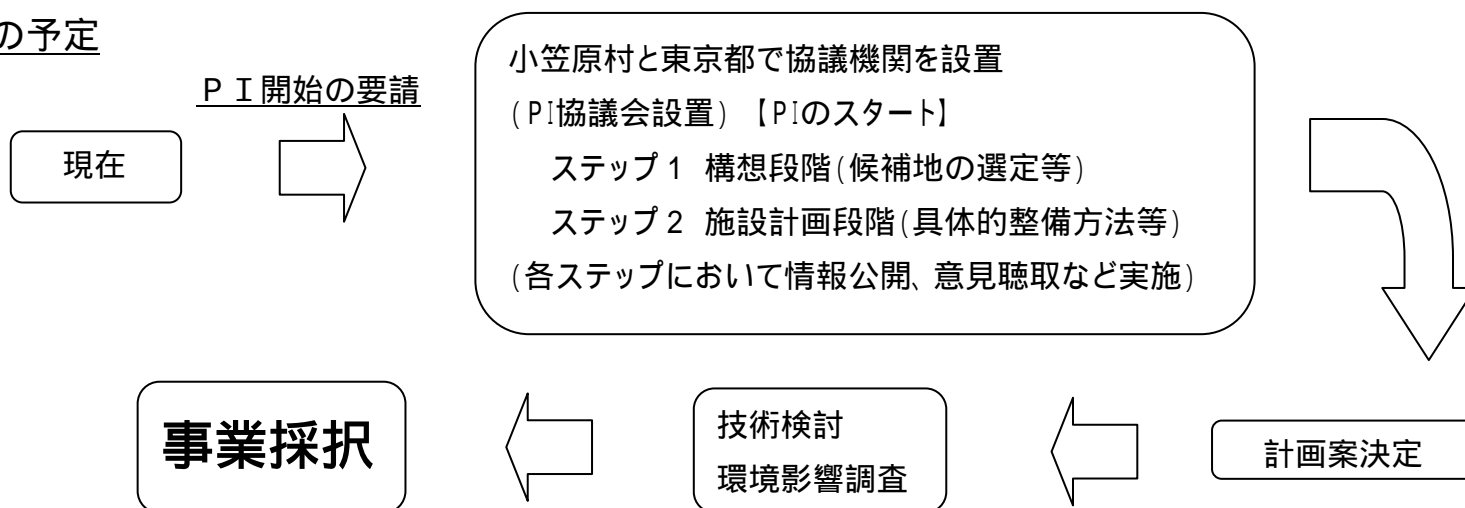 の予定
ＰＩ開始の要請
現在
小笠原村と東京都で協議機関を設置
(PI協議会設置)【PIのスタート】
ステップ１ 構想段階(候補地の選定等)
ステップ２ 施設計画段階(具体的整備方法等)
(各ステップにおいて情報公開、意見聴取など実施)
計画案決定
技術検討
環境影響調査
事業採択